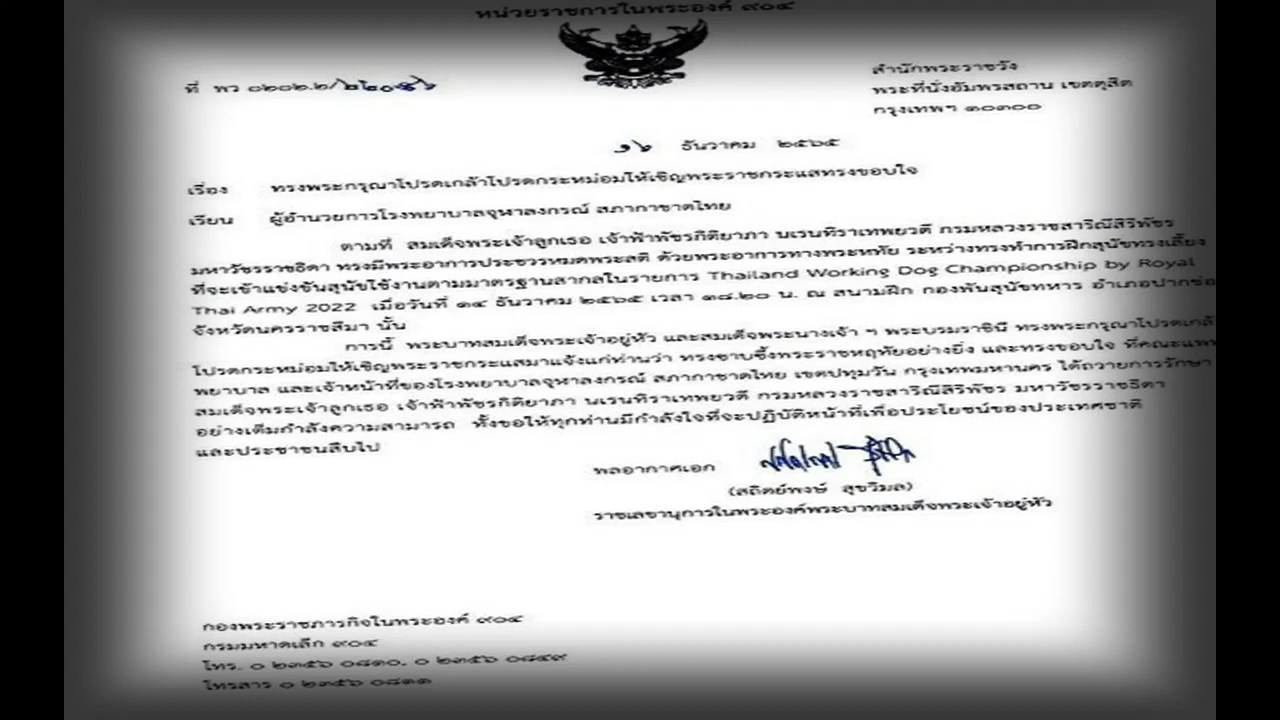 หน่วยราชการในพระองค์ ๙๐๔
ที่ พว ๐๒๐๒.๒/๒๒๐๕๖
สำนักพระราชวัง
พระที่นั่งอัมพรสถาน เขตดุสิต
กรุงเทพฯ ๑๐๓๐๐
๑๖ ธันวาคม ๒๕๖๕
เรื่อง ทรงพระกรุณาโปรดเกล้าโปรดกระหม่อมให้เชิญพระราชกระแสทรงขอบใจ
เรียน ผู้อำนวยการโรงพยาบาลจุฬาลงกรณ์ สภากาชาดไทย
ตามที่ สมเด็จพระเจ้าลูกเธอ เจ้าฟ้าพัชรกิติยาภา นเรนทิราเทพยวดี กรมหลวงราชสาริณีสิริพัชร
มหาวัชรราชธิดา ทรงมีพระอาการประชวรหมดพระสติ ด้วยพระอาการทางพระหทัย ระหว่างทรงทำการฝึกสุนัขทรงเลี้ยง
ที่จะเข้าแข่งขันสุนัขใช้งานตามมาตรฐานสากลในรายการ Thailand Working Dog Championship by Royal
Thai Army 2022 เมื่อวันที่ ๑๔ ธันวาคม ๒๕๖๕ เวลา ๑๘.๒๐ น. ณ สนามฝึก กองพันสุนัขทหาร อำเภอปากช่อ
จังหวัดนครราชสีมา นั้น
การนี้ พระบาทสมเด็จพระเจ้าอยู่หัว และสมเด็จพระนางเจ้า ฯ พระบรมราชินี ทรงพระกรุณาโปรดเกล้
โปรดกระหม่อมให้เชิญพระราชกระแสมาแจ้งแก่ท่านว่า ทรงซาบซึ้งพระราชหฤทัยอย่างยิ่ง และทรงขอบใจ ที่คณะแพท
พยาบาล และเจ้าหน้าที่ของโรงพยาบาลจุฬาลงกรณ์ สภากาชาดไทย เขตปทุมวัน กรุงเทพมหานคร ได้ถวายการรักษา
สมเด็จพระเจ้าลูกเธอ เจ้าฟ้าพัชรกิติยาภา นเรนทิราเทพยวดี กรมหลวงราชสาริณีสิริพัชร มหาวัชรราชธิดา
อย่างเต็มกำลังความสามารถ ทั้งขอให้ทุกท่านมีกำลังใจที่จะปฏิบัติหน้าที่เพื่อประโยชน์ของประเทศชาติ
และประชาชนสืบไป
พลอากาศเอก
(สถิตย์พงษ์ สุขวิมล)
ราชเลขานุการในพระองค์พระบาทสมเด็จพระเจ้าอยู่หัว
กองพระราชภารกิจในพระองค์ ๙๐๔
กรมมหาดเล็ก ๙๐๔
โทร. ๐ ๒๓๕๖ ๐๘๑๐, ๐ ๒๓๕๖ ๐๘๔๙
โทรสาร ๐ ๒๓๕๖ ๐๘๑๑